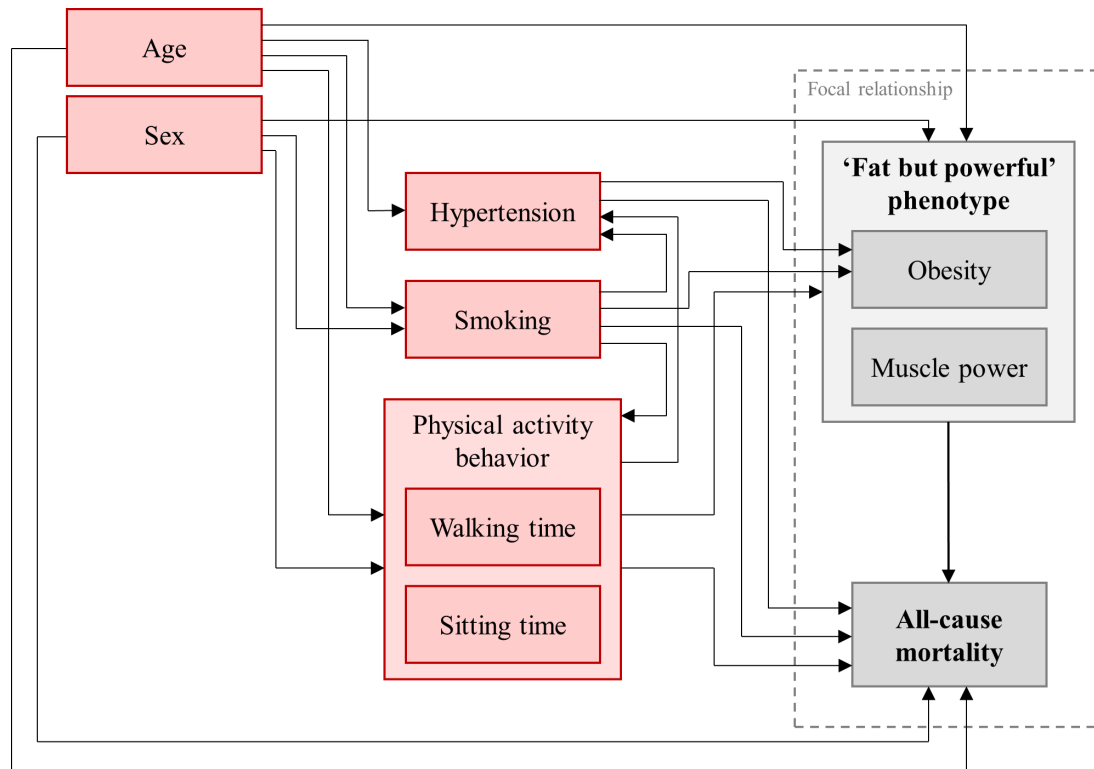 Age
Sex
Focal relationship
‘Fat but powerful’
phenotype
Hypertension
Obesity
Smoking
Muscle power
Physical activity
behavior
Walking time
Sitting time
All-cause
mortality